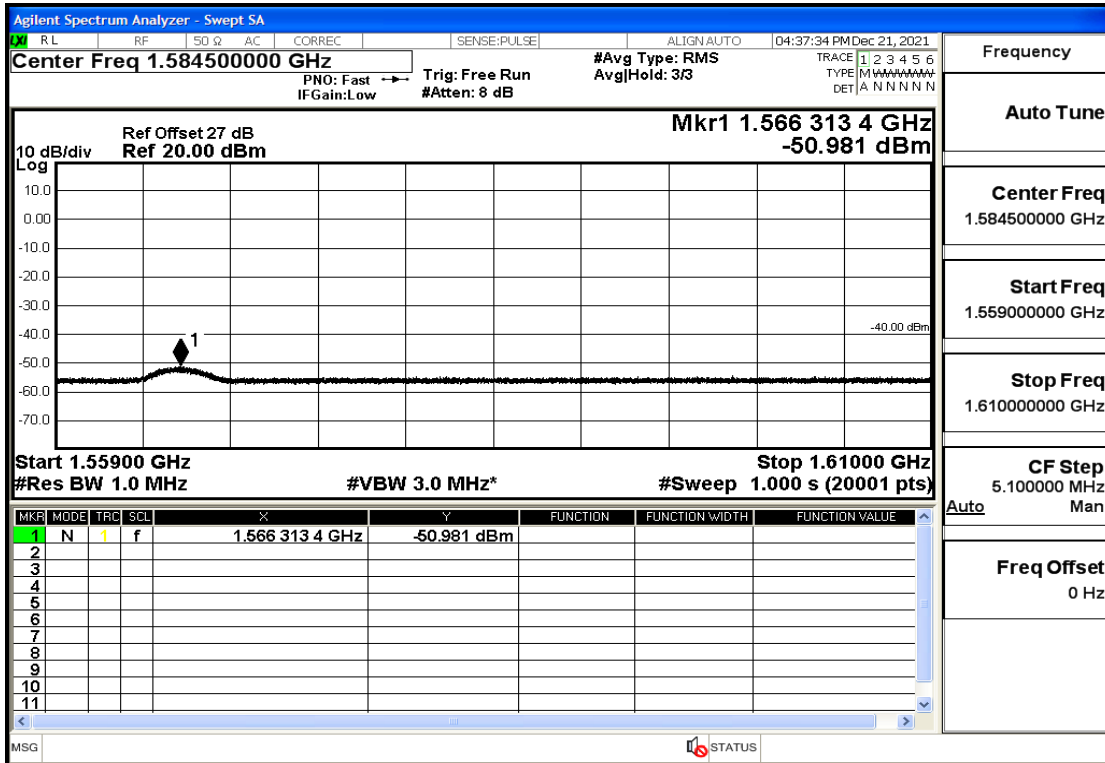 Agilent Spectrum Analyzer - Swept SA
LXI RL RF 50 Ω AC CORREC SENSE:PULSE ALIGN AUTO 04:37:34 PM Dec 21, 2021
Center Freq 1.584500000 GHz
PNO: Fast
IFGain:Low
Trig: Free Run
#Atten: 8 dB
#Avg Type: RMS
Avg|Hold: 3/3
TRACE 1 2 3 4 5 6
TYPE M WWWWW
DET A N N N N N
Ref Offset 27 dB
10 dB/div Ref 20.00 dBm
Log
Mkr1 1.566 313 4 GHz
-50.981 dBm
10.0
0.00
-10.0
-20.0
-30.0
-40.0
-50.0
-60.0
-70.0
-40.00 dBm
1
Start 1.55900 GHz Stop 1.61000 GHz
#Res BW 1.0 MHz #VBW 3.0 MHz* #Sweep 1.000 s (20001 pts)
MKR MODE TRC SCL X Y FUNCTION FUNCTION WIDTH FUNCTION VALUE
1 N 1 f 1.566 313 4 GHz -50.981 dBm
2
3
4
5
6
7
8
9
10
11
MSG STATUS
Frequency
Auto Tune
Center Freq
1.584500000 GHz
Start Freq
1.559000000 GHz
Stop Freq
1.610000000 GHz
CF Step
5.100000 MHz
Auto Man
Freq Offset
0 Hz